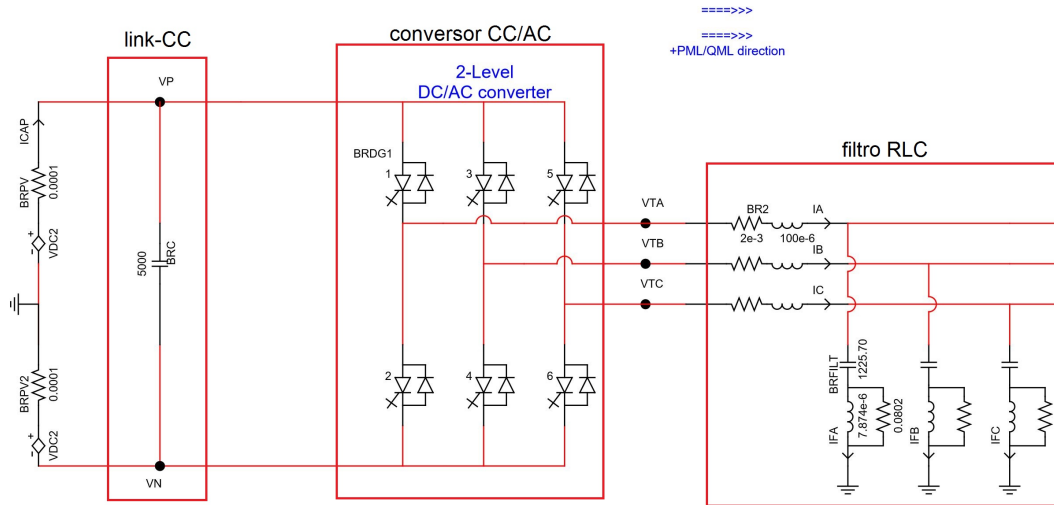 ====>>>
====>>>
+PML/QML direction
link-CC
conversor CC/AC
2-Level
DC/AC converter
filtro RLC
VP
ICAP
BRPV
0.0001
VDC2
5000
BRC
BRPV2
0.0001
VDC2
VN
BRDG1
1
3
5
2
4
6
VTA
VTB
VTC
BR2
2e-3
100e-6
IA
IB
IC
BRFILT
1225.70
7.874e-6
0.0802
IFA
IFB
IFC